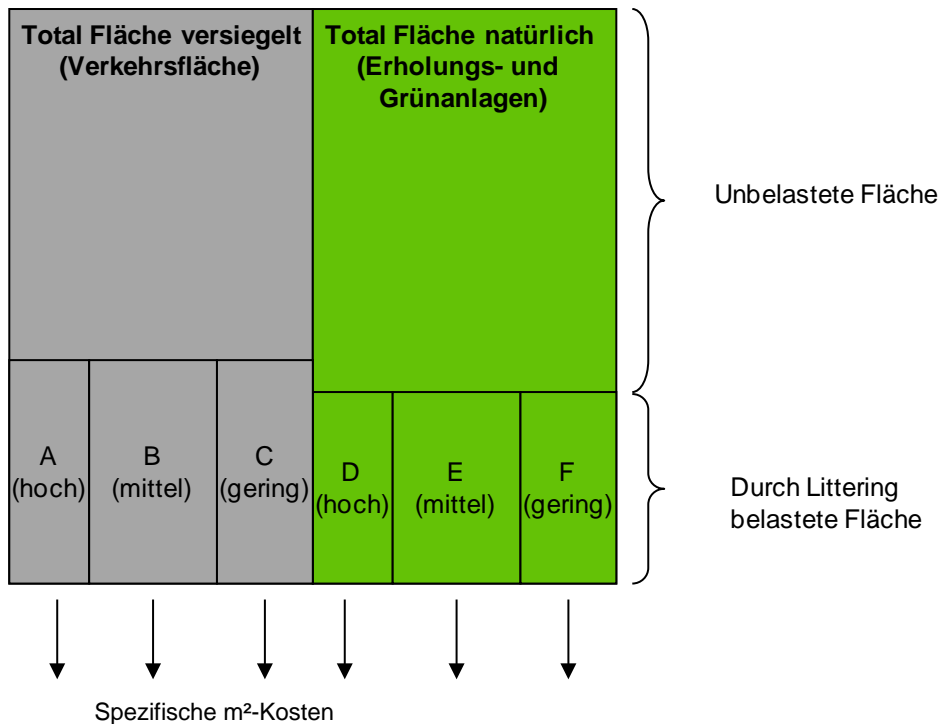 Total Fläche versiegelt
(Verkehrsfläche)
Total Fläche natürlich
(Erholungs- und
Grünanlagen)
Unbelastete Fläche
A
(hoch)
B
(mittel)
C
(gering)
D
(hoch)
E
(mittel)
F
(gering)
Durch Littering
belastete Fläche
Spezifische m²-Kosten